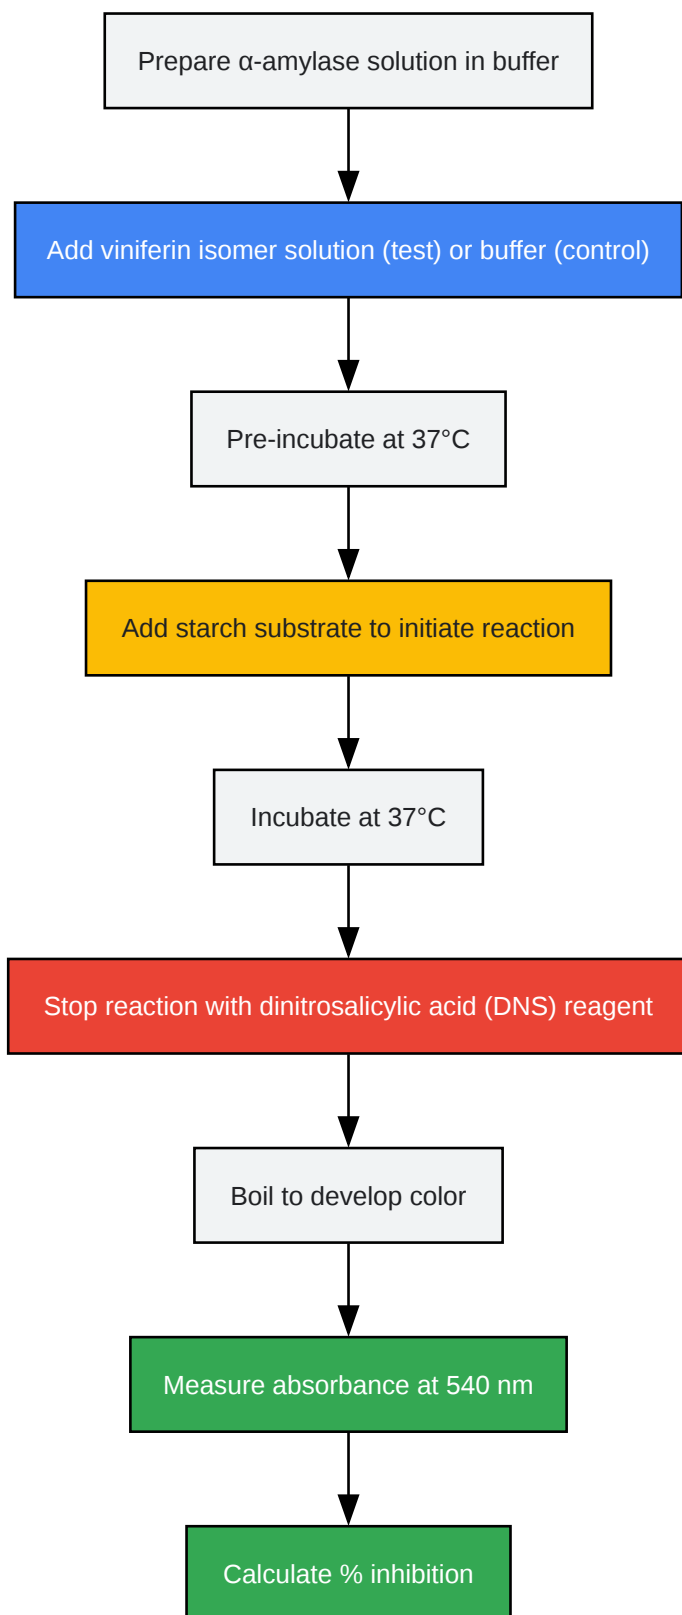 Prepare α-amylase solution in buffer
Add viniferin isomer solution (test) or buffer (control)
Pre-incubate at 37°C
Add starch substrate to initiate reaction
Incubate at 37°C
Stop reaction with dinitrosalicylic acid (DNS) reagent
Boil to develop color
Measure absorbance at 540 nm
Calculate % inhibition